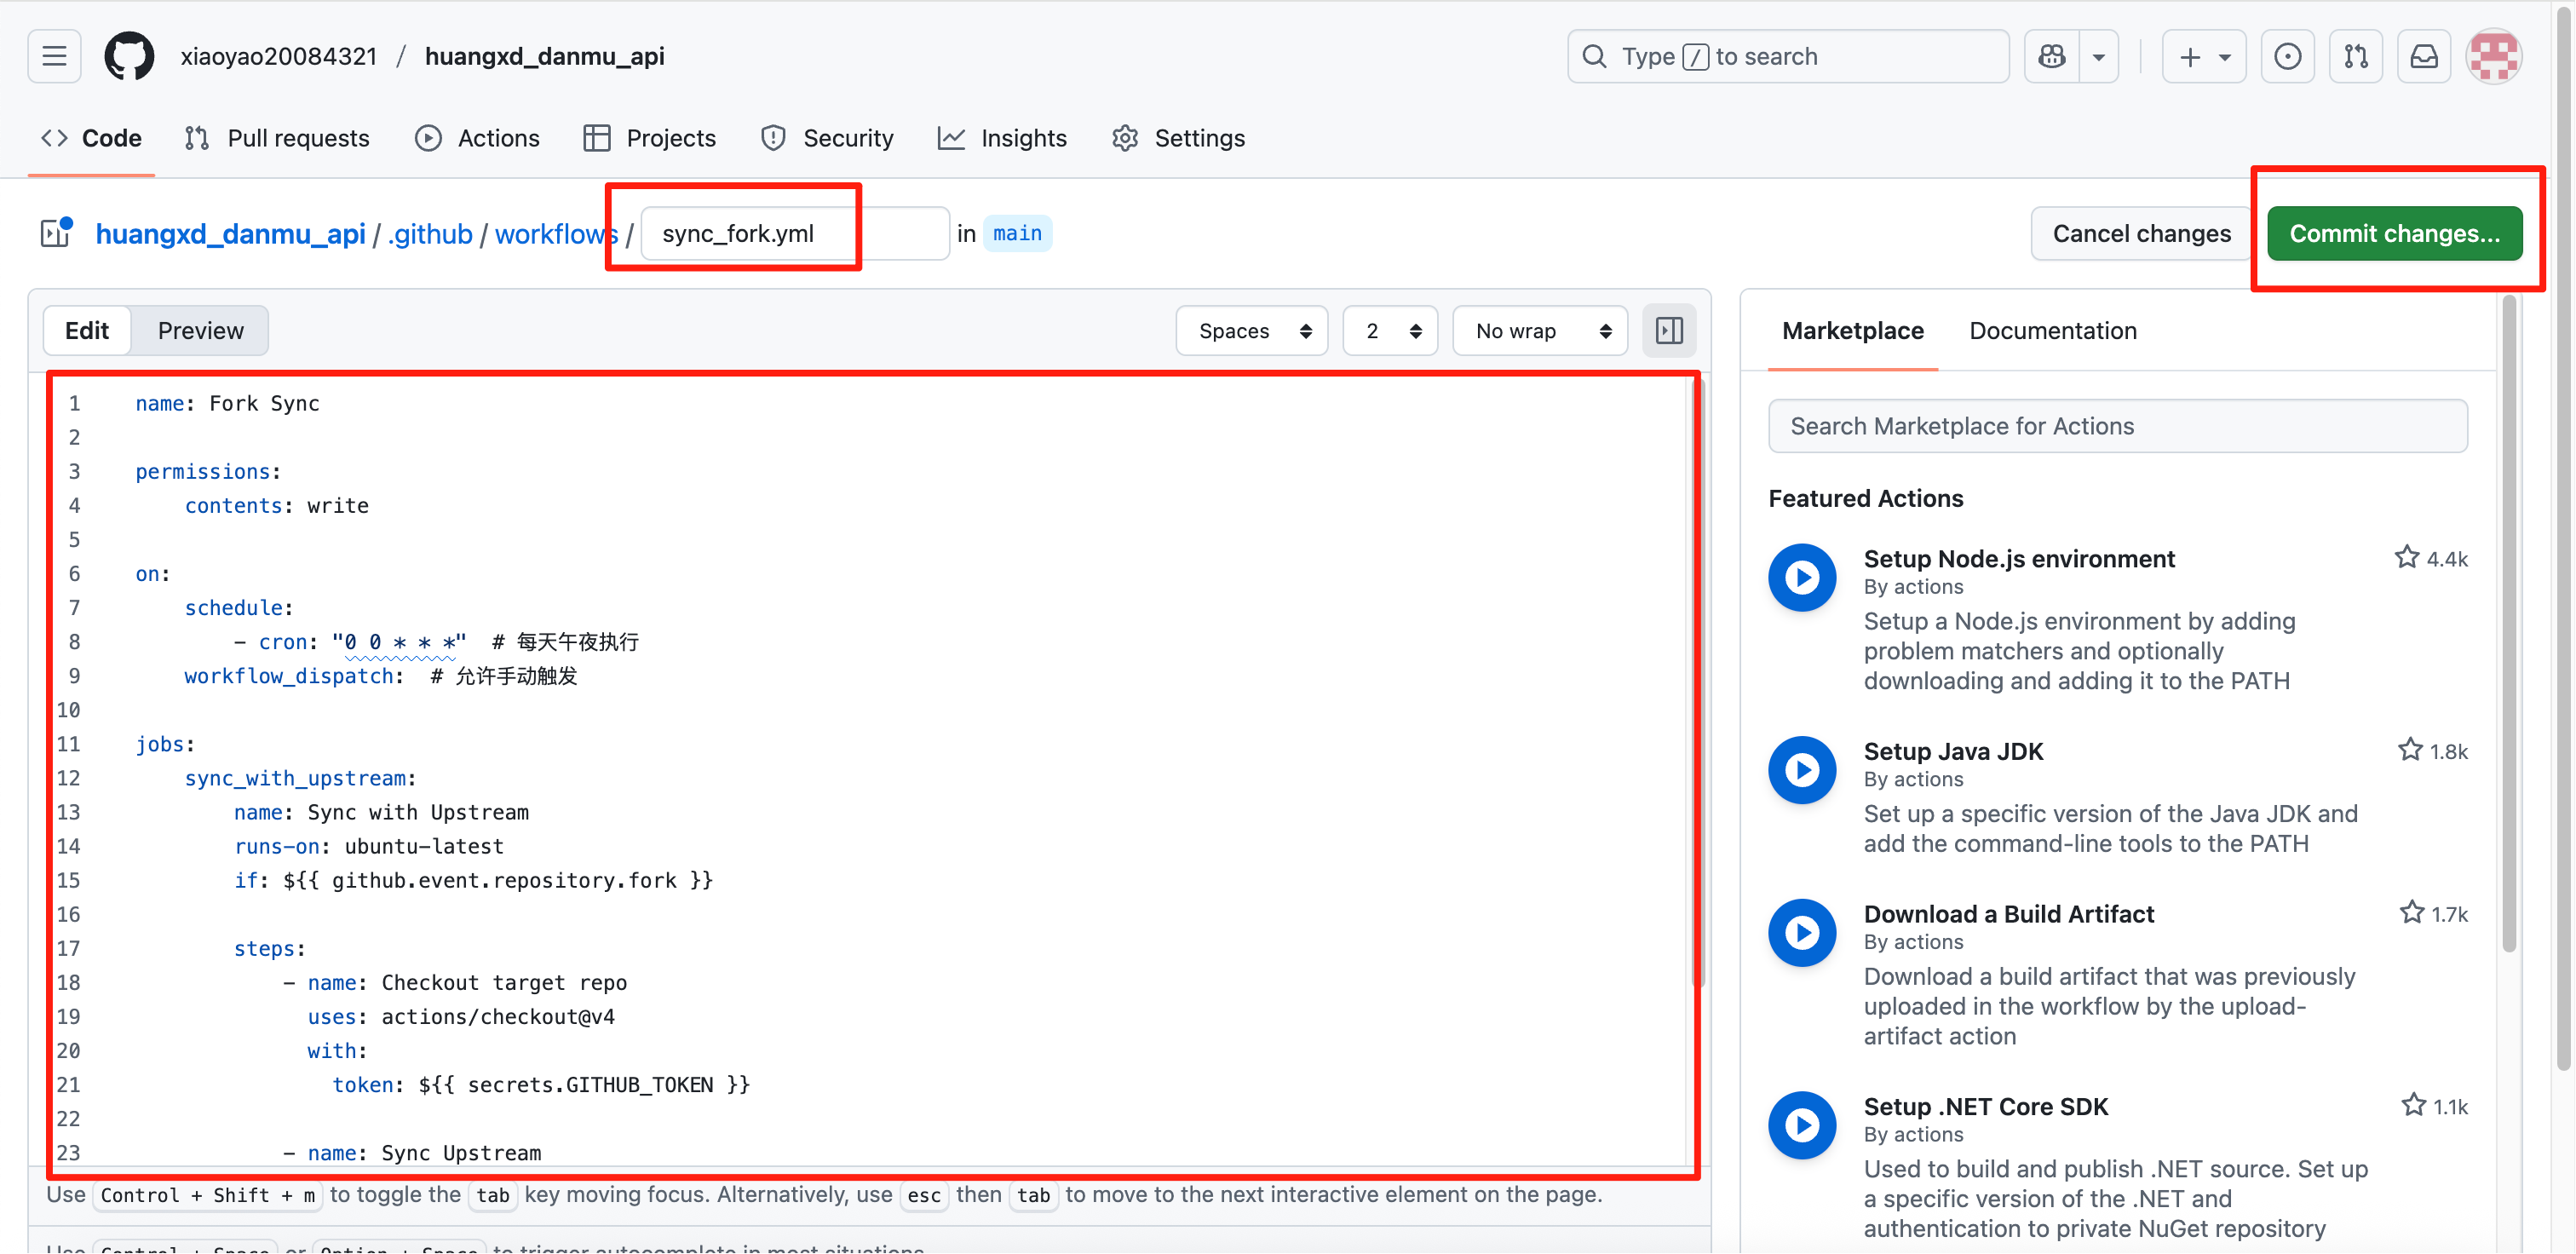 xiaoyao20084321 / huangxd_danmu_api
Type / to search
Code
Pull requests
Actions
Projects
Security
Insights
Settings
huangxd_danmu_api / .github / workflows / sync_fork.yml in main
Cancel changes
Commit changes...
Edit
Preview
Spaces
2
No wrap
1 name: Fork Sync
2
3 permissions:
4     contents: write
5
6 on:
7     schedule:
8         - cron: "0 0 * * *"  # 每天午夜执行
9     workflow_dispatch:  # 允许手动触发
10
11 jobs:
12     sync_with_upstream:
13         name: Sync with Upstream
14         runs-on: ubuntu-latest
15         if: ${{ github.event.repository.fork }}
16
17         steps:
18             - name: Checkout target repo
19               uses: actions/checkout@v4
20               with:
21                 token: ${{ secrets.GITHUB_TOKEN }}
22
23             - name: Sync Upstream
Use Control + Shift + m to toggle the tab key moving focus. Alternatively, use esc then tab to move to the next interactive element on the page.
Use Control + Space or Option + Space to trigger autocomplete in most situations.
Marketplace
Documentation
Search Marketplace for Actions
Featured Actions
Setup Node.js environment
4.4k
By actions
Setup a Node.js environment by adding
problem matchers and optionally
downloading and adding it to the PATH
Setup Java JDK
1.8k
By actions
Set up a specific version of the Java JDK and
add the command-line tools to the PATH
Download a Build Artifact
1.7k
By actions
Download a build artifact that was previously
uploaded in the workflow by the upload-
artifact action
Setup .NET Core SDK
1.1k
By actions
Used to build and publish .NET source. Set up
a specific version of the .NET and
authentication to private NuGet repository